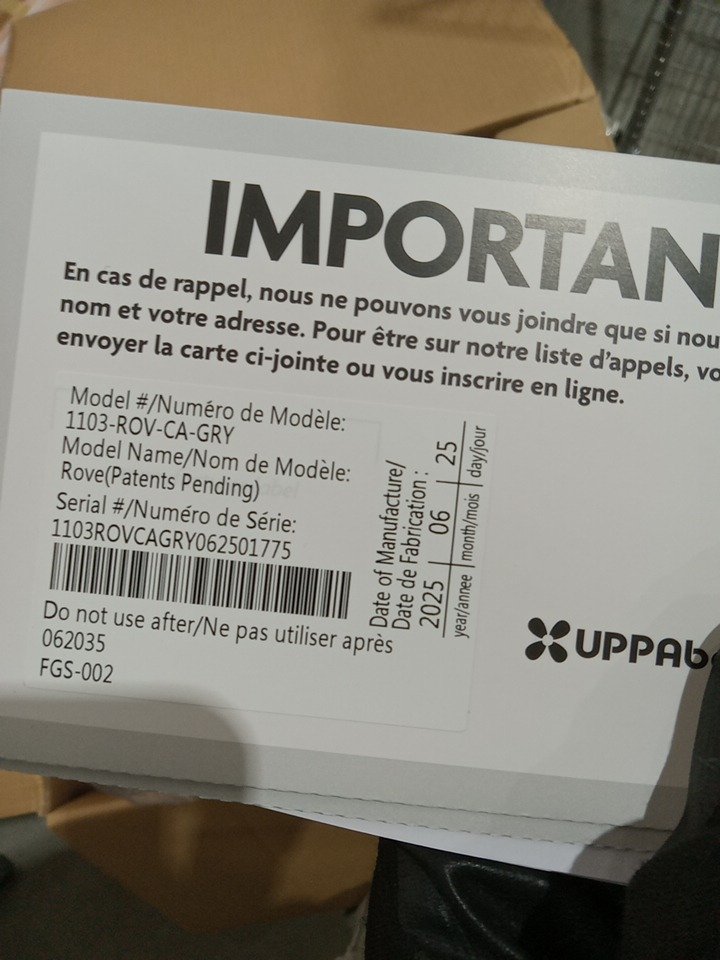 IMPORTAN
En cas de rappel, nous ne pouvons vous joindre que si nou
nom et votre adresse. Pour être sur notre liste d'appels, vo
envoyer la carte ci-jointe ou vous inscrire en ligne.
Model #/Numéro de Modèle:
1103-ROV-CA-GRY
Model Name/Nom de Modèle:
Rove(Patents Pending)
Serial #/Numéro de Série:
1103ROVCAGRY062501775
Do not use after/Ne pas utiliser après
062035
FGS-002
Date of Manufacture/
Date de Fabrication :
2025 | 06 | 25
year/annee | month/mois | day/jour
UPPAb